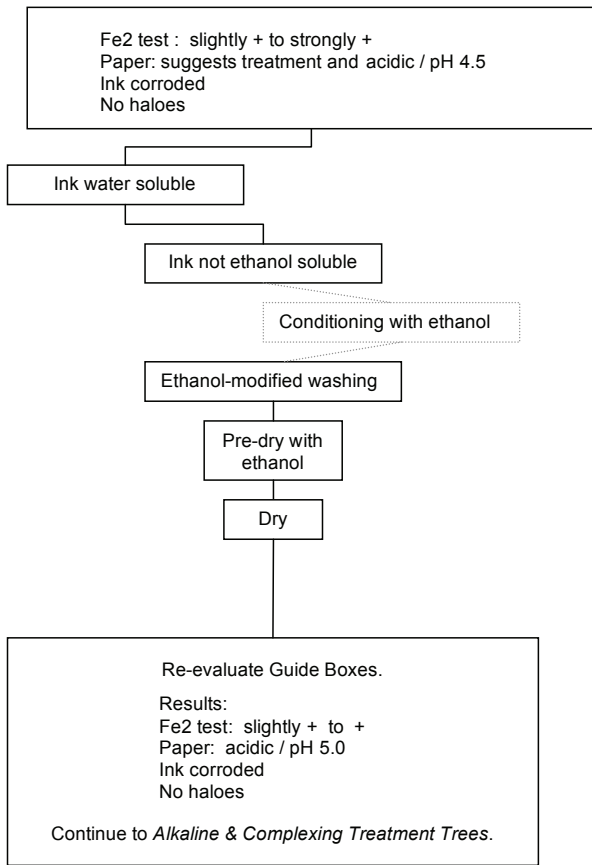 Fe2 test :  slightly + to strongly +
Paper: suggests treatment and acidic / pH 4.5
Ink corroded
No haloes
Ink water soluble
Ink not ethanol soluble
Conditioning with ethanol
Ethanol-modified washing
Pre-dry with
ethanol
Dry
Re-evaluate Guide Boxes.
Results:
Fe2 test:  slightly +  to  +
Paper:  acidic / pH 5.0
Ink corroded
No haloes
Continue to Alkaline & Complexing Treatment Trees.